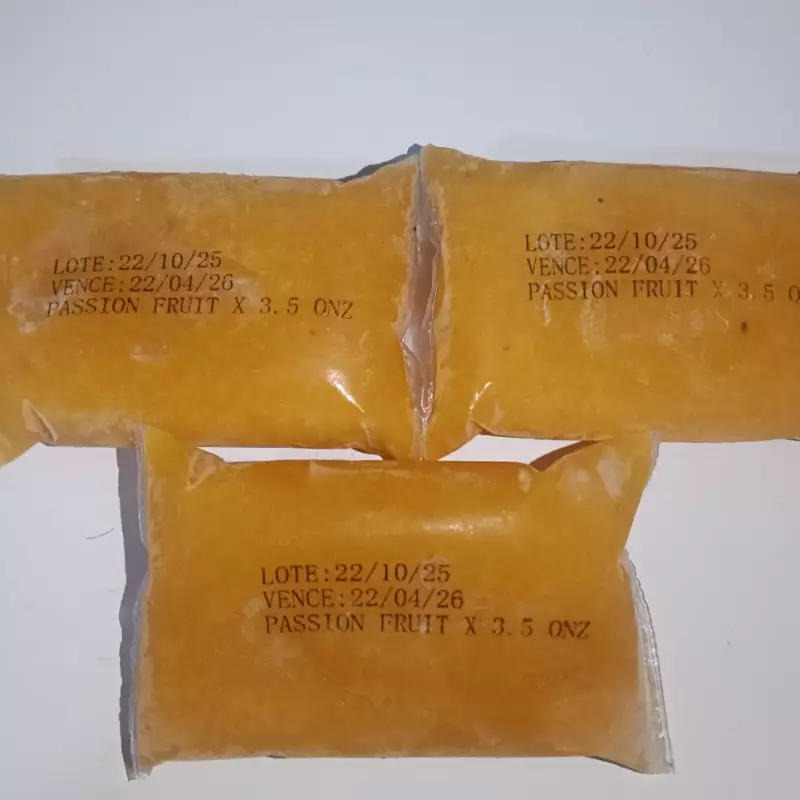 LOTE:22/10/25
VENCE:22/04/26
PASSION FRUIT X 3.5 ONZ
LOTE:22/10/25
VENCE:22/04/26
PASSION FRUIT X 3.5 O
LOTE:22/10/25
VENCE:22/04/26
PASSION FRUIT X 3.5 ONZ